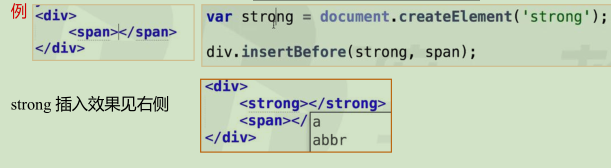 例
<div>
<span></span>
</div>
var strong = document.createElement('strong');
div.insertBefore(strong, span);
strong 插入效果见右侧
<div>
<strong></strong>
<span></
a
abbr
</div>